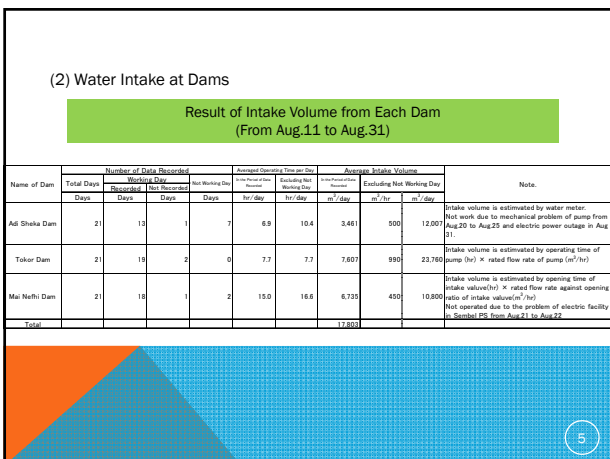 (2) Water Intake at Dams
Result of Intake Volume from Each Dam
(From Aug.11 to Aug.31)
Name of Dam
Number of Data Recorded
Averaged Operating Time per Day
Average Intake Volume
Note.
Total Days
Working Day
Not Working Day
In the Period of Data Recorded
Excluding Not Working Day
In the Period of Data Recorded
Excluding Not Working Day
Recorded
Not Recorded
Days Days Days Days hr/day hr/day m³/day m³/hr m³/day
Adi Sheka Dam 21 13 1 7 6.9 10.4 3,461 500 12,007
Intake volume is estimvated by water meter.
Not work due to mechanical problem of pump from
Aug.20 to Aug.25 and electric power outage in Aug
31.
Tokor Dam 21 19 2 0 7.7 7.7 7,607 990 23,760
Intake volume is estimvated by operating time of
pump (hr) × rated flow rate of pump (m³/hr)
Mai Nefhi Dam 21 18 1 2 15.0 16.6 6,735 450 10,800
Intake volume is estimvated by opening time of
intake valuve(hr) × rated flow rate against opening
ratio of intake valuve(m³/hr)
Not operated due to the problem of electric facility
in Sembel PS from Aug.21 to Aug.22
Total 17,803
5